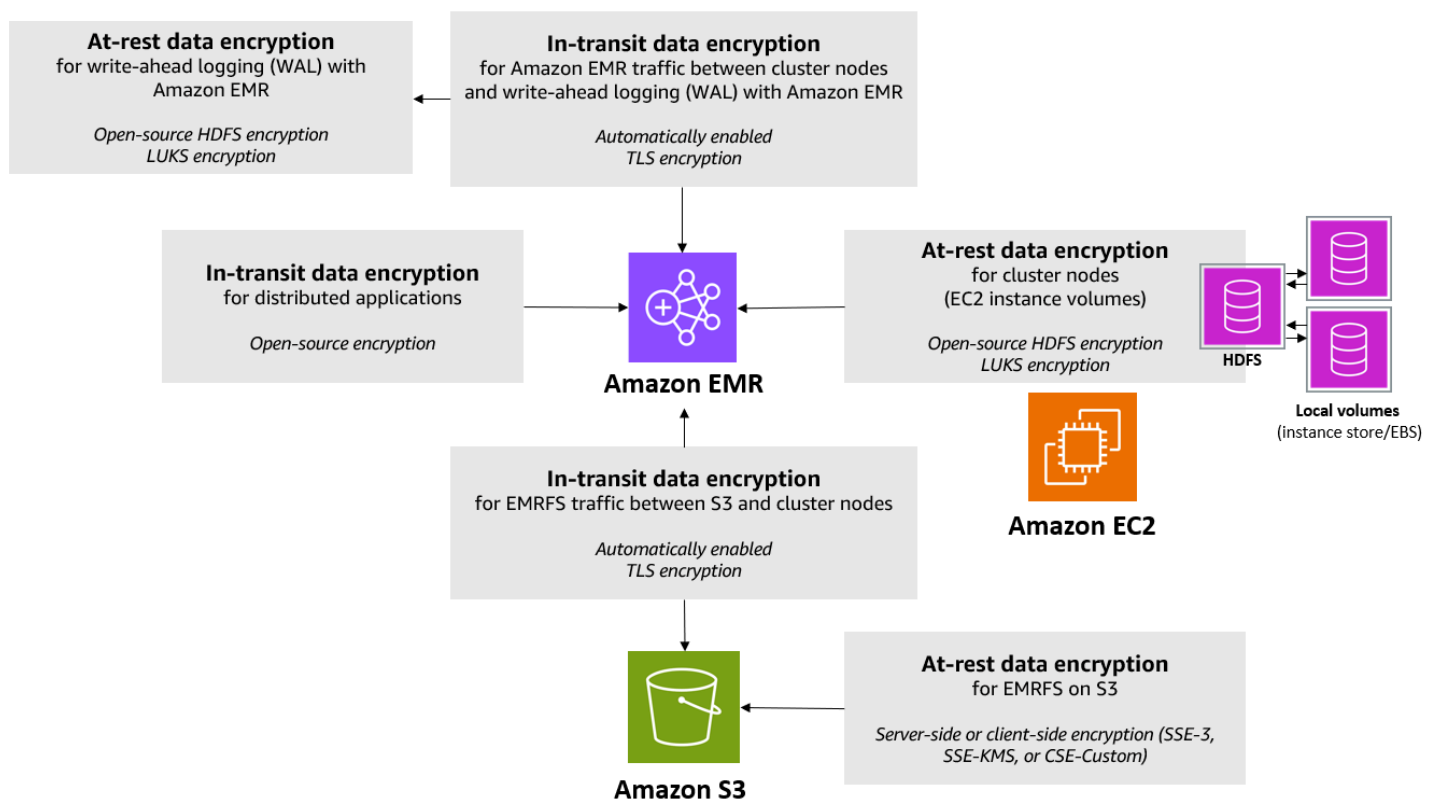 At-rest data encryption
for write-ahead logging (WAL) with
Amazon EMR
Open-source HDFS encryption
LUKS encryption
In-transit data encryption
for Amazon EMR traffic between cluster nodes
and write-ahead logging (WAL) with Amazon EMR
Automatically enabled
TLS encryption
In-transit data encryption
for distributed applications
Open-source encryption
Amazon EMR
At-rest data encryption
for cluster nodes
(EC2 instance volumes)
Open-source HDFS encryption
LUKS encryption
HDFS
Local volumes
(instance store/EBS)
Amazon EC2
In-transit data encryption
for EMRFS traffic between S3 and cluster nodes
Automatically enabled
TLS encryption
At-rest data encryption
for EMRFS on S3
Server-side or client-side encryption (SSE-3,
SSE-KMS, or CSE-Custom)
Amazon S3